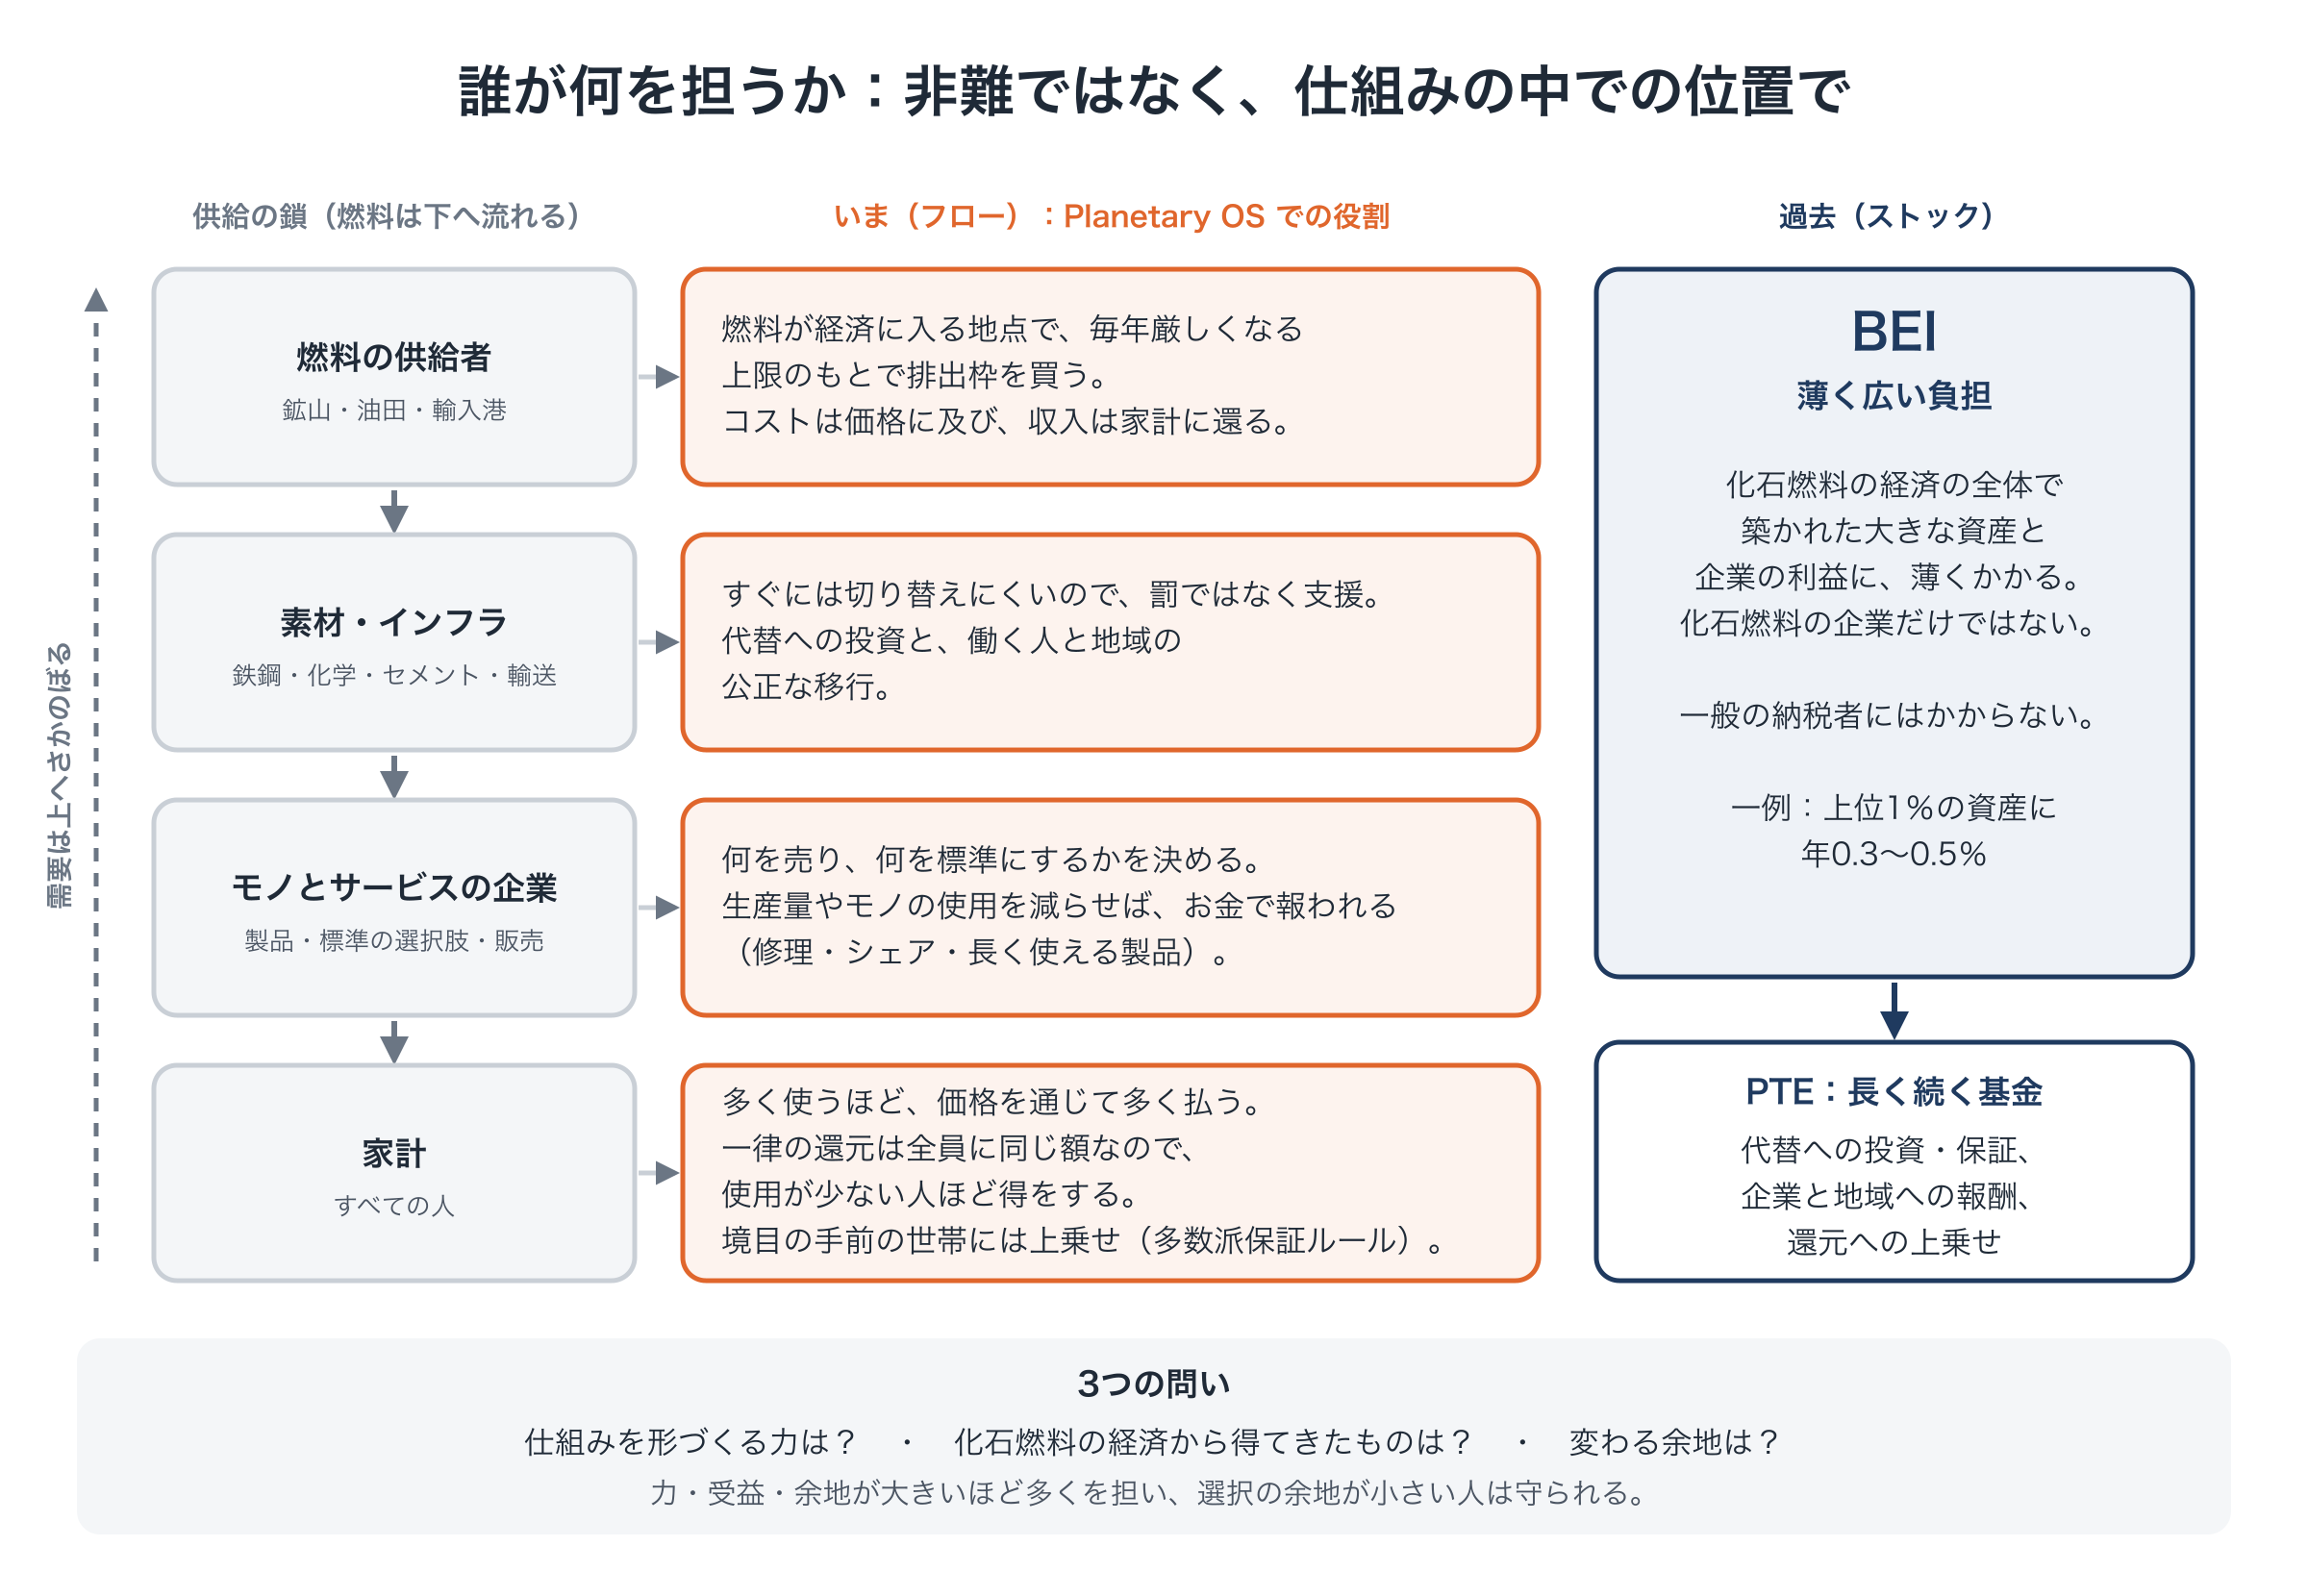 誰が何を担うか：非難ではなく、仕組みの中での位置で
供給の鎖（燃料は下へ流れる）
いま（フロー）：Planetary OS での役割
過去（ストック）
需要は上へさかのぼる
燃料の供給者
鉱山・油田・輸入港
燃料が経済に入る地点で、毎年厳しくなる
上限のもとで排出枠を買う。
コストは価格に及び、収入は家計に還る。
素材・インフラ
鉄鋼・化学・セメント・輸送
すぐには切り替えにくいので、罰ではなく支援。
代替への投資と、働く人と地域の
公正な移行。
モノとサービスの企業
製品・標準の選択肢・販売
何を売り、何を標準にするかを決める。
生産量やモノの使用を減らせば、お金で報われる
（修理・シェア・長く使える製品）。
家計
すべての人
多く使うほど、価格を通じて多く払う。
一律の還元は全員に同じ額なので、
使用が少ない人ほど得をする。
境目の手前の世帯には上乗せ（多数派保証ルール）。
BEI
薄く広い負担
化石燃料の経済の全体で
築かれた大きな資産と
企業の利益に、薄くかかる。
化石燃料の企業だけではない。
一般の納税者にはかからない。
一例：上位1%の資産に
年0.3〜0.5%
PTE：長く続く基金
代替への投資・保証、
企業と地域への報酬、
還元への上乗せ
3つの問い
仕組みを形づくる力は？ ・ 化石燃料の経済から得てきたものは？ ・ 変わる余地は？
力・受益・余地が大きいほど多くを担い、選択の余地が小さい人は守られる。